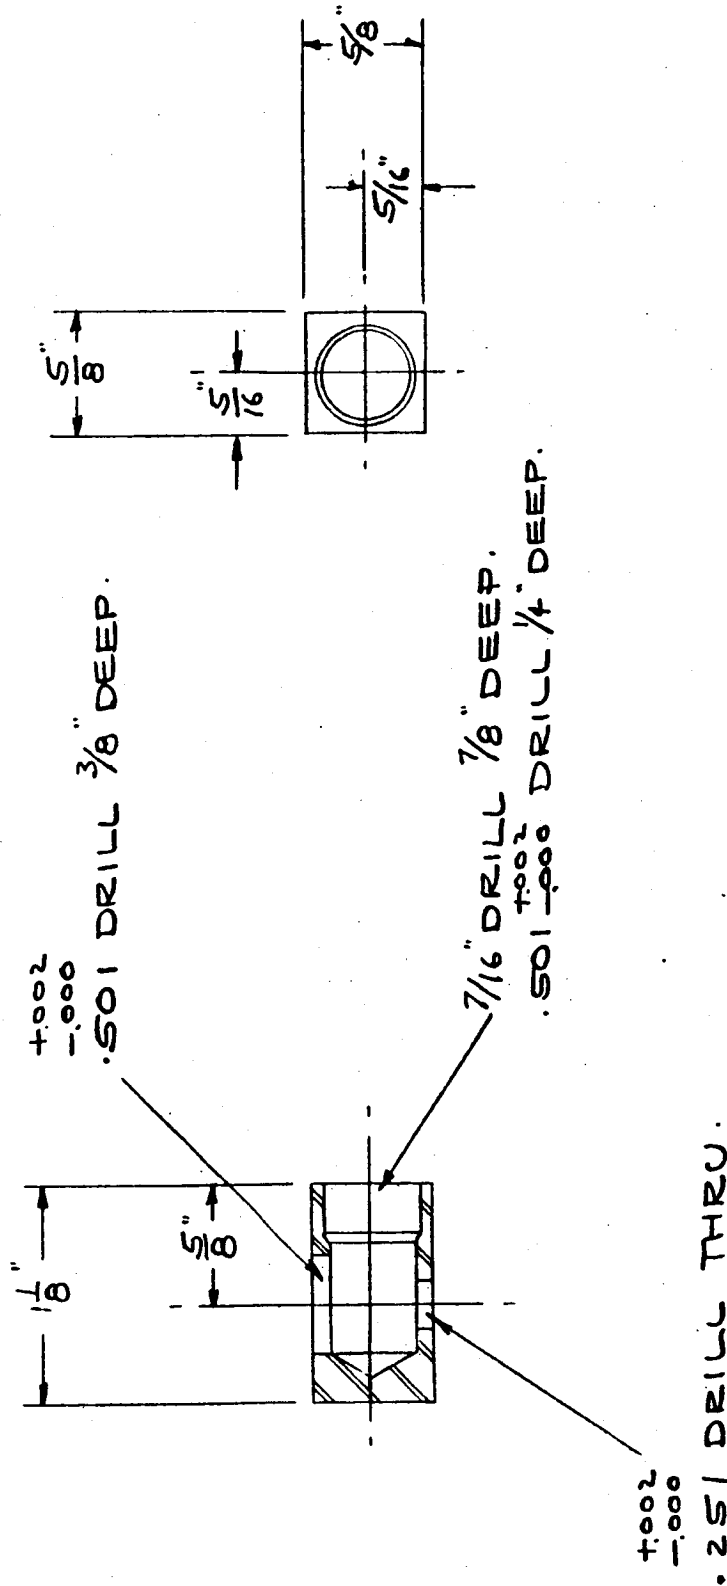 +.002
-.000
.501 DRILL 3/8" DEEP.
1 1/8"
5/8"
7/16" DRILL 7/8" DEEP.
+.002
.501 -.000 DRILL 1/4" DEEP.
+.002
-.000
.251 DRILL THRU.
5/8"
5/16"
5/8"
5/16"